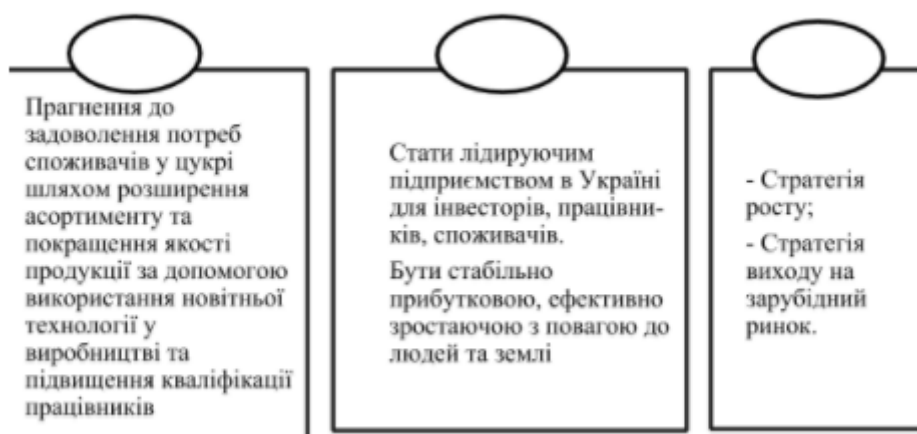 Прагнення до
задоволення потреб
споживачів у цукрі
шляхом розширення
асортименту та
покращення якості
продукції за допомогою
використання новітньої
технології у
виробництві та
підвищення кваліфікації
працівників
Стати лідируючим
підприємством в Україні
для інвесторів, працівни-
ків, споживачів.
Бути стабільно
прибутковою, ефективно
зростаючою з повагою до
людей та землі
- Стратегія
росту;
- Стратегія
виходу на
зарубідний
ринок.